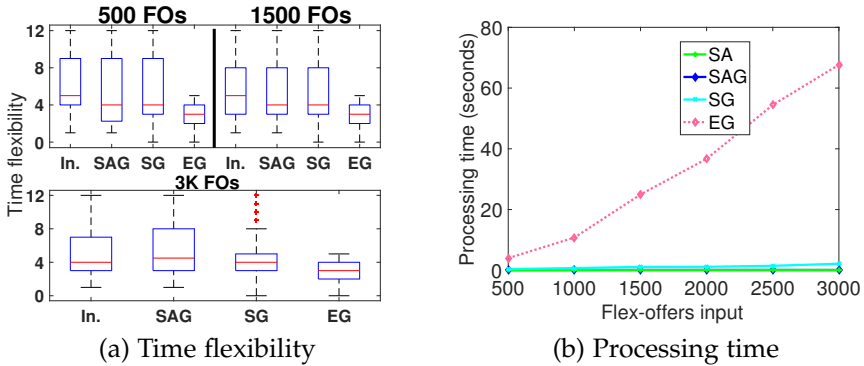 500 FOs 1500 FOs
Time flexibility
12
8
4
0
In. SAG SG EG In. SAG SG EG
3K FOs
12
8
4
0
In. SAG SG EG
(a) Time flexibility
Processing time (seconds)
80
60
40
20
0
SA
SAG
SG
EG
500 1000 1500 2000 2500 3000
Flex-offers input
(b) Processing time